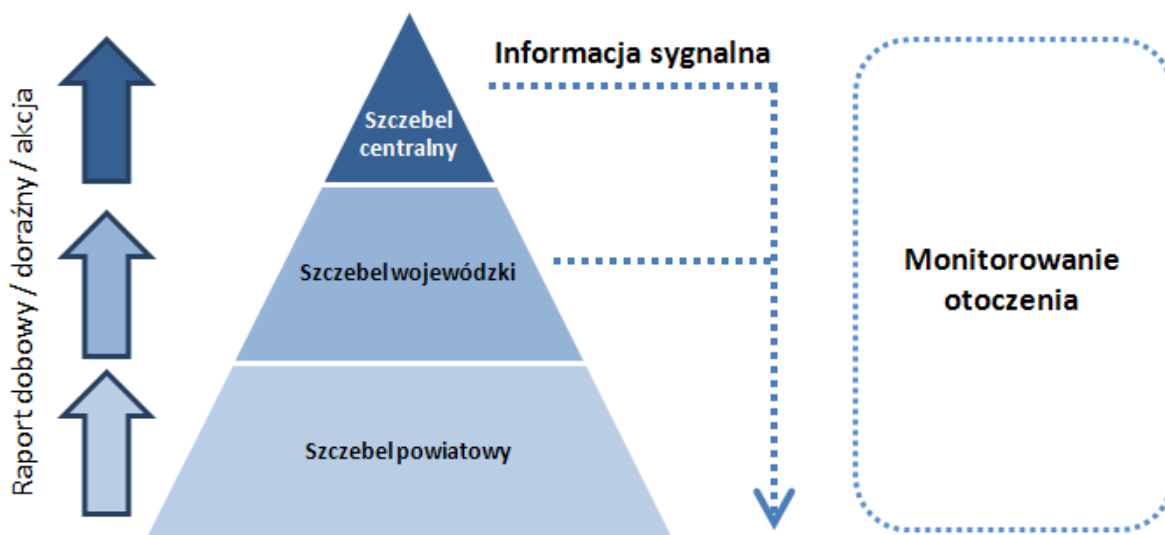 Raport dobowy / doraźny / akcja
Informacja sygnalna
Szczebel
centralny
Szczebel wojewódzki
Szczebel powiatowy
Monitorowanie
otoczenia